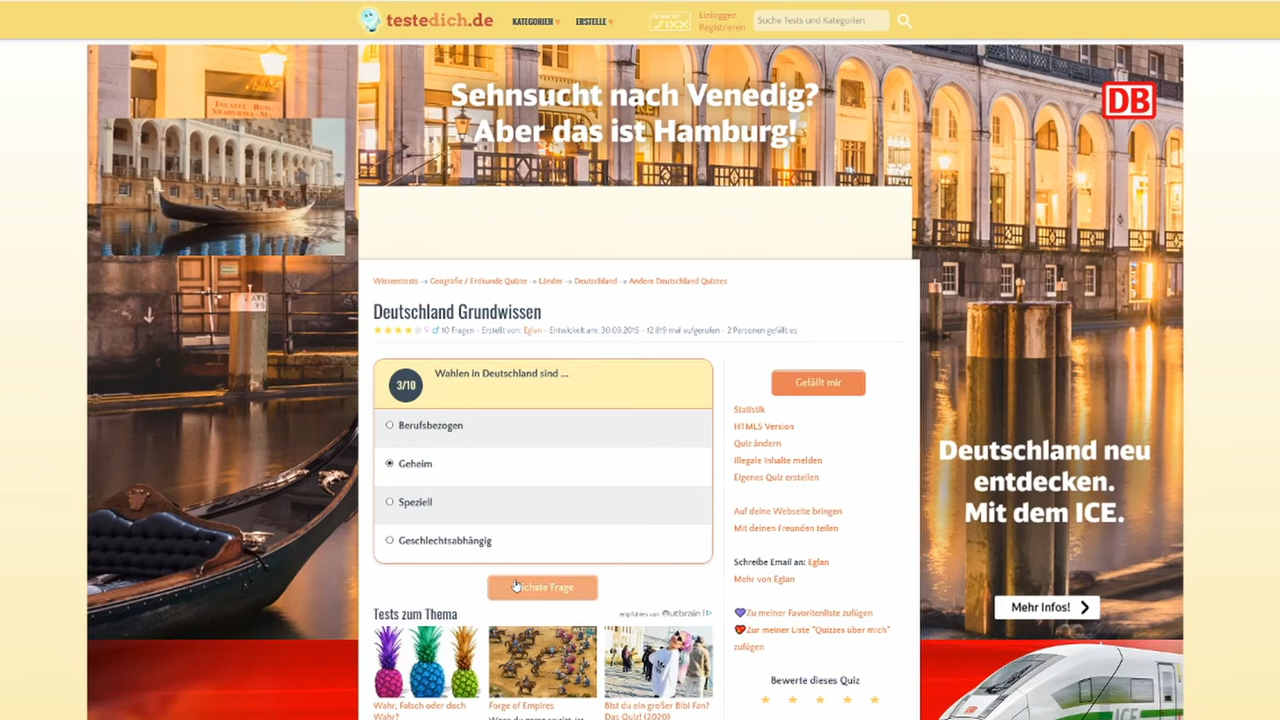 testedich.de
KATEGORIEN
ERSTELLE
sixx
Einloggen
Registrieren
Suche Tests und Kategorien
Sehnsucht nach Venedig?
Aber das ist Hamburg!
DB
Wissenstests -> Geografie / Erdkunde Quizze -> Länder -> Deutschland -> Andere Deutschland Quizzes
Deutschland Grundwissen
10 Fragen - Erstellt von: Eglan - Entwickelt am: 30.09.2015 - 12.819 mal aufgerufen - 2 Personen gefällt es
3/10
Wahlen in Deutschland sind ...
Berufsbezogen
Geheim
Speziell
Geschlechtsabhängig
Frage
Gefällt mir
Statistik
HTML5 Version
Quiz ändern
Illegale Inhalte melden
Eigenes Quiz erstellen
Auf deine Webseite bringen
Mit deinen Freunden teilen
Schreibe Email an: Eglan
Mehr von Eglan
Zu meiner Favoritenliste zufügen
Zur meiner Liste "Quizzes über mich"
zufügen
Bewerte dieses Quiz
Tests zum Thema
empfohlen von Outbrain
Wahr, Falsch oder doch
Wahr?
Forge of Empires
Bist du ein großer Bibi Fan?
Das Quiz! (2020)
Deutschland neu
entdecken.
Mit dem ICE.
Mehr Infos!
ICE